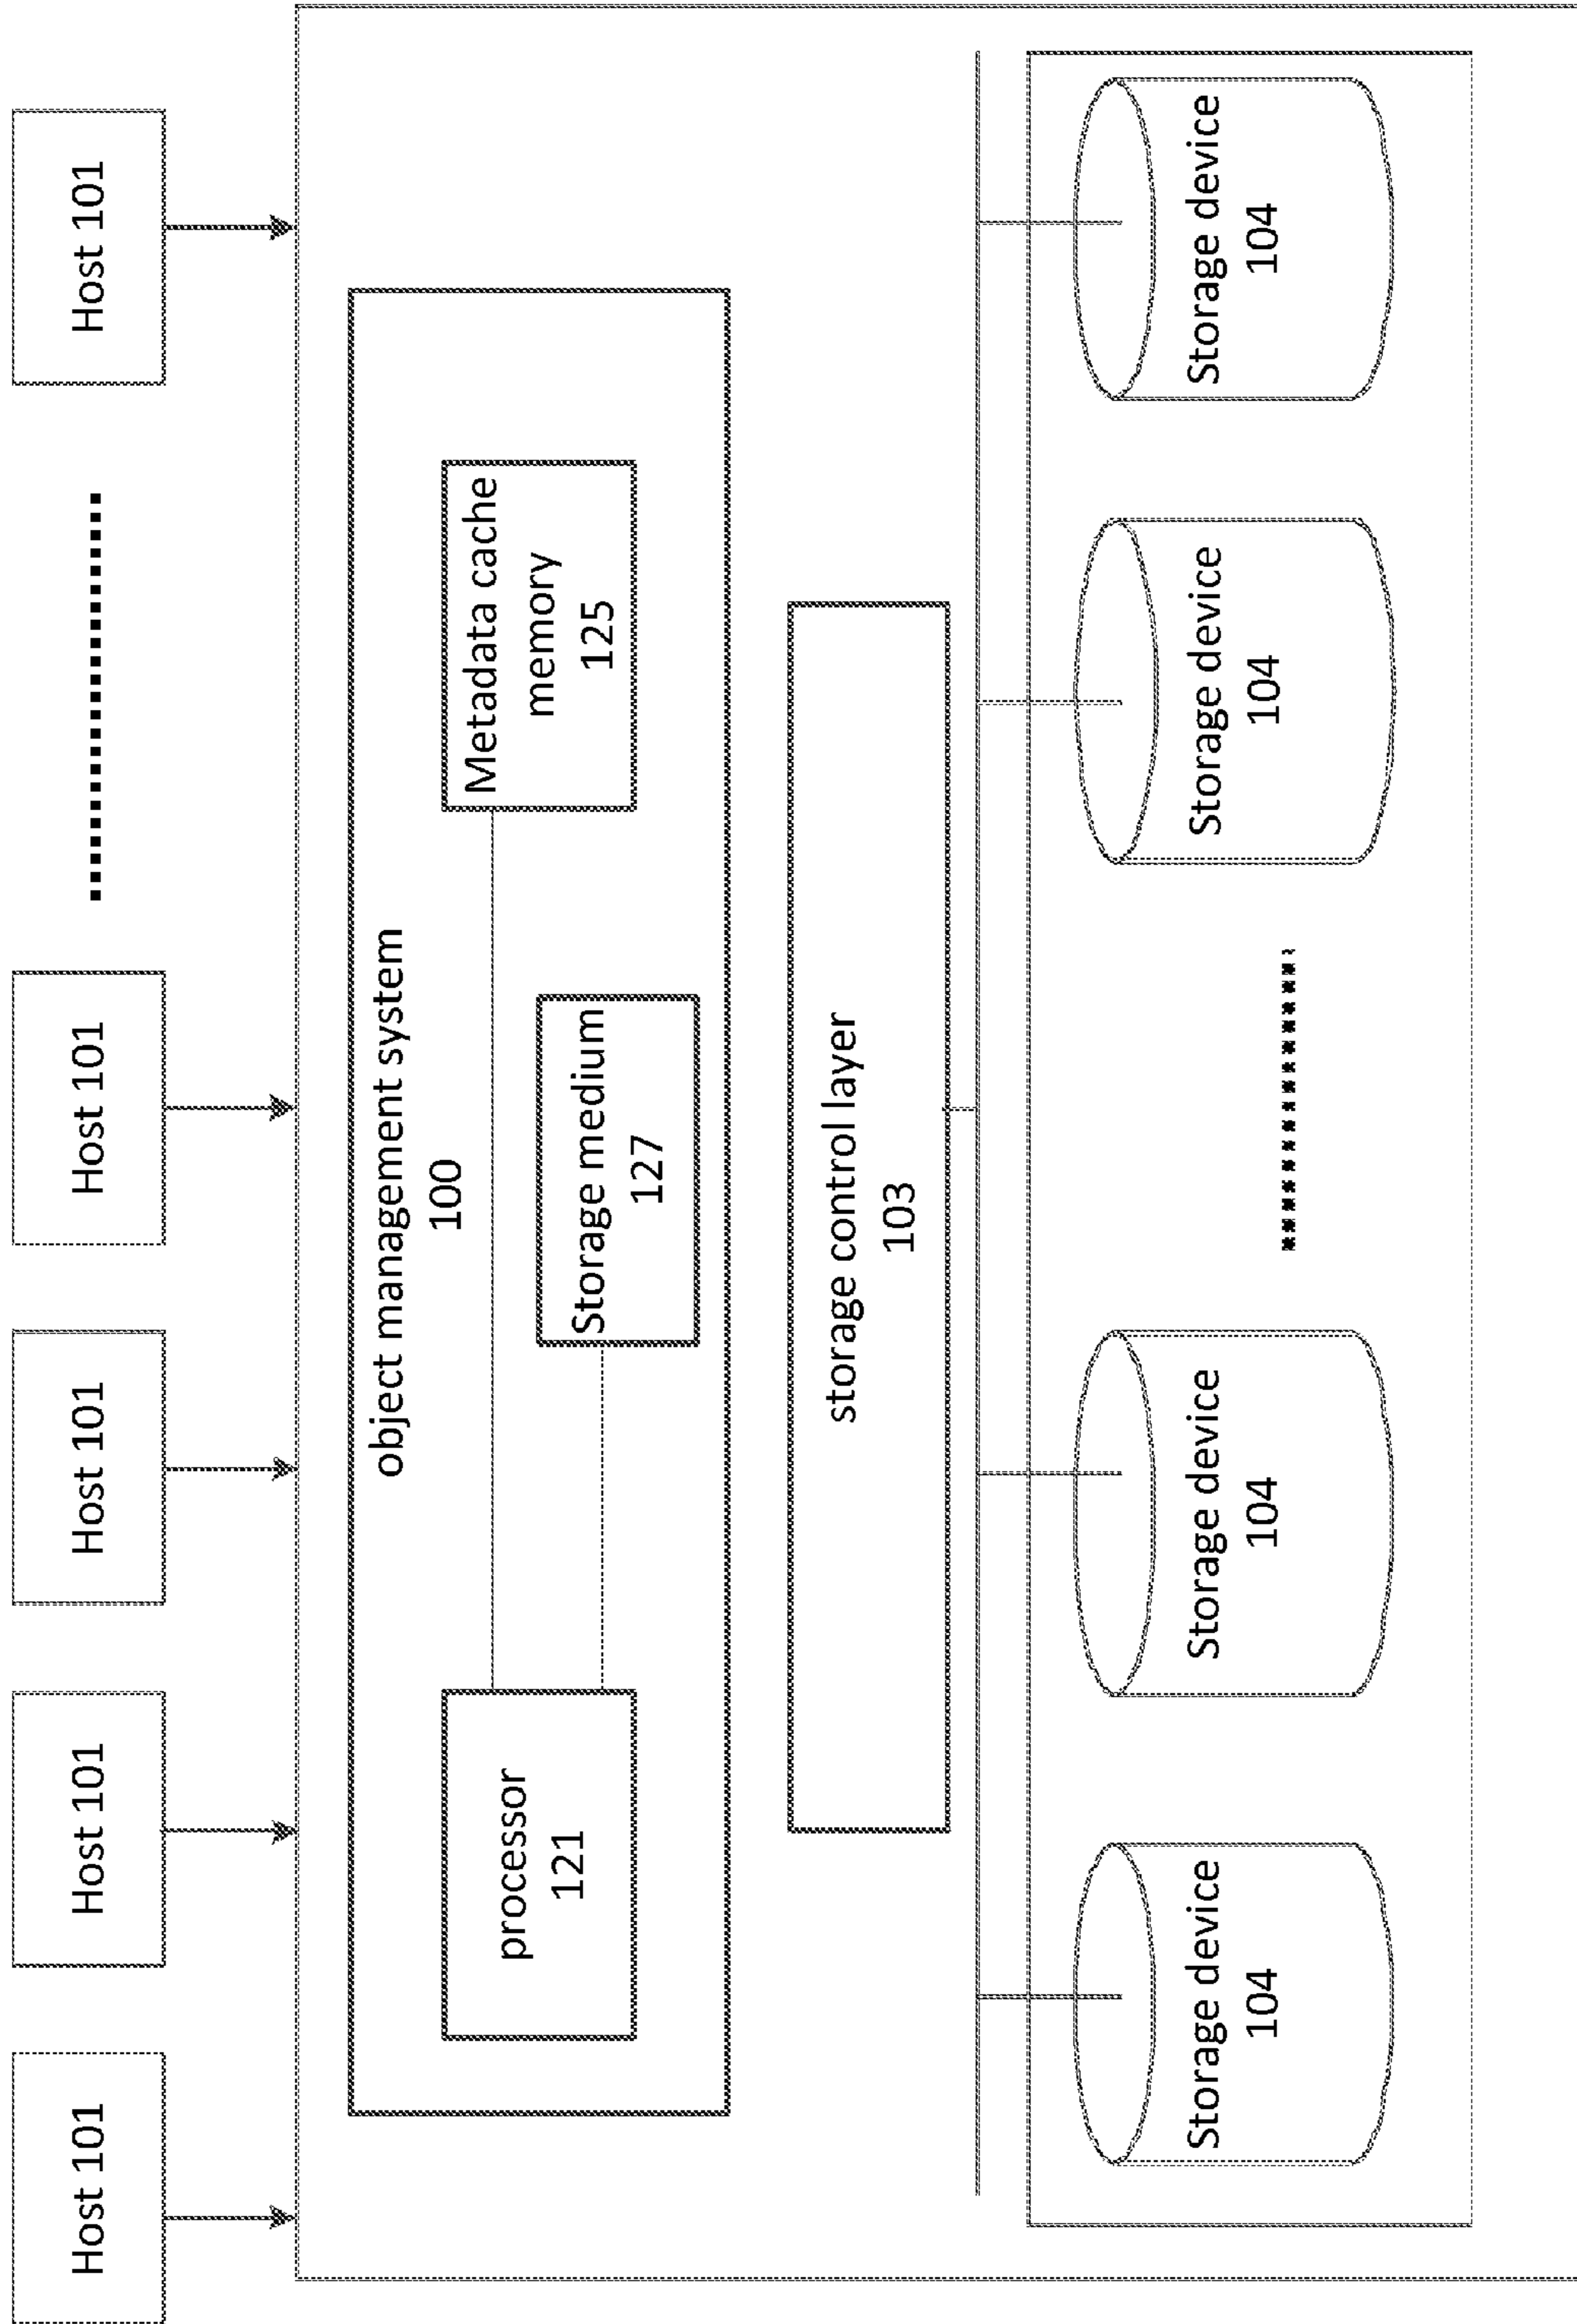 Host 101
Host 101
Host 101
Host 101
Host 101
object management system
100
processor
121
Storage medium
127
Metadata cache
memory
125
storage control layer
103
Storage device
104
Storage device
104
Storage device
104
Storage device
104